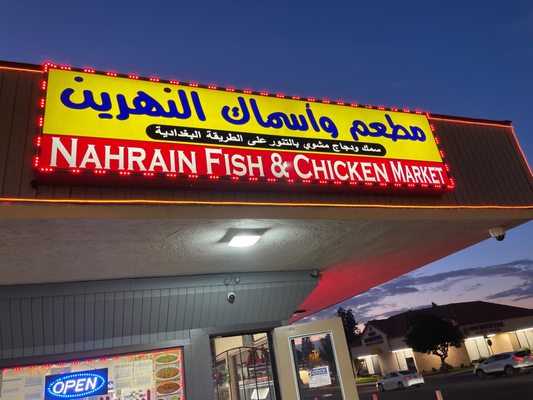 مطعم وأسماك النهرين
سمك ودجاج مشوي بالتنور على الطريقة البغدادية
NAHRAIN FISH & CHICKEN MARKET
OPEN